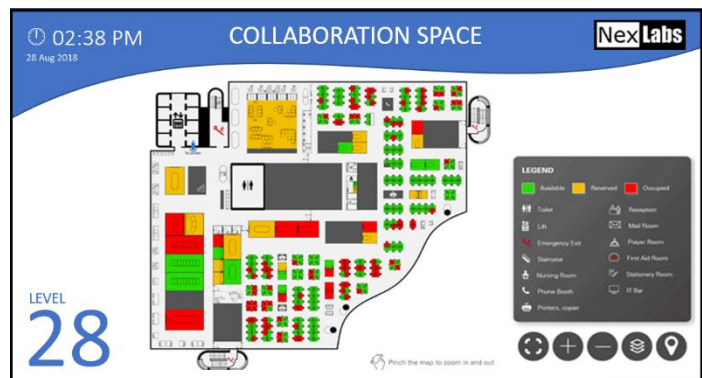 02:38 PM
28 Aug 2018
COLLABORATION SPACE
Nex Labs
LEGEND
Available
Reserved
Occupied
Toilet
Reception
Lift
Mail Room
Emergency Exit
Prayer Room
Staircase
First Aid Room
Nursing Room
Stationery Room
Phone Booth
IT Bar
Printers, copier
LEVEL
28
Pinch the map to zoom in and out